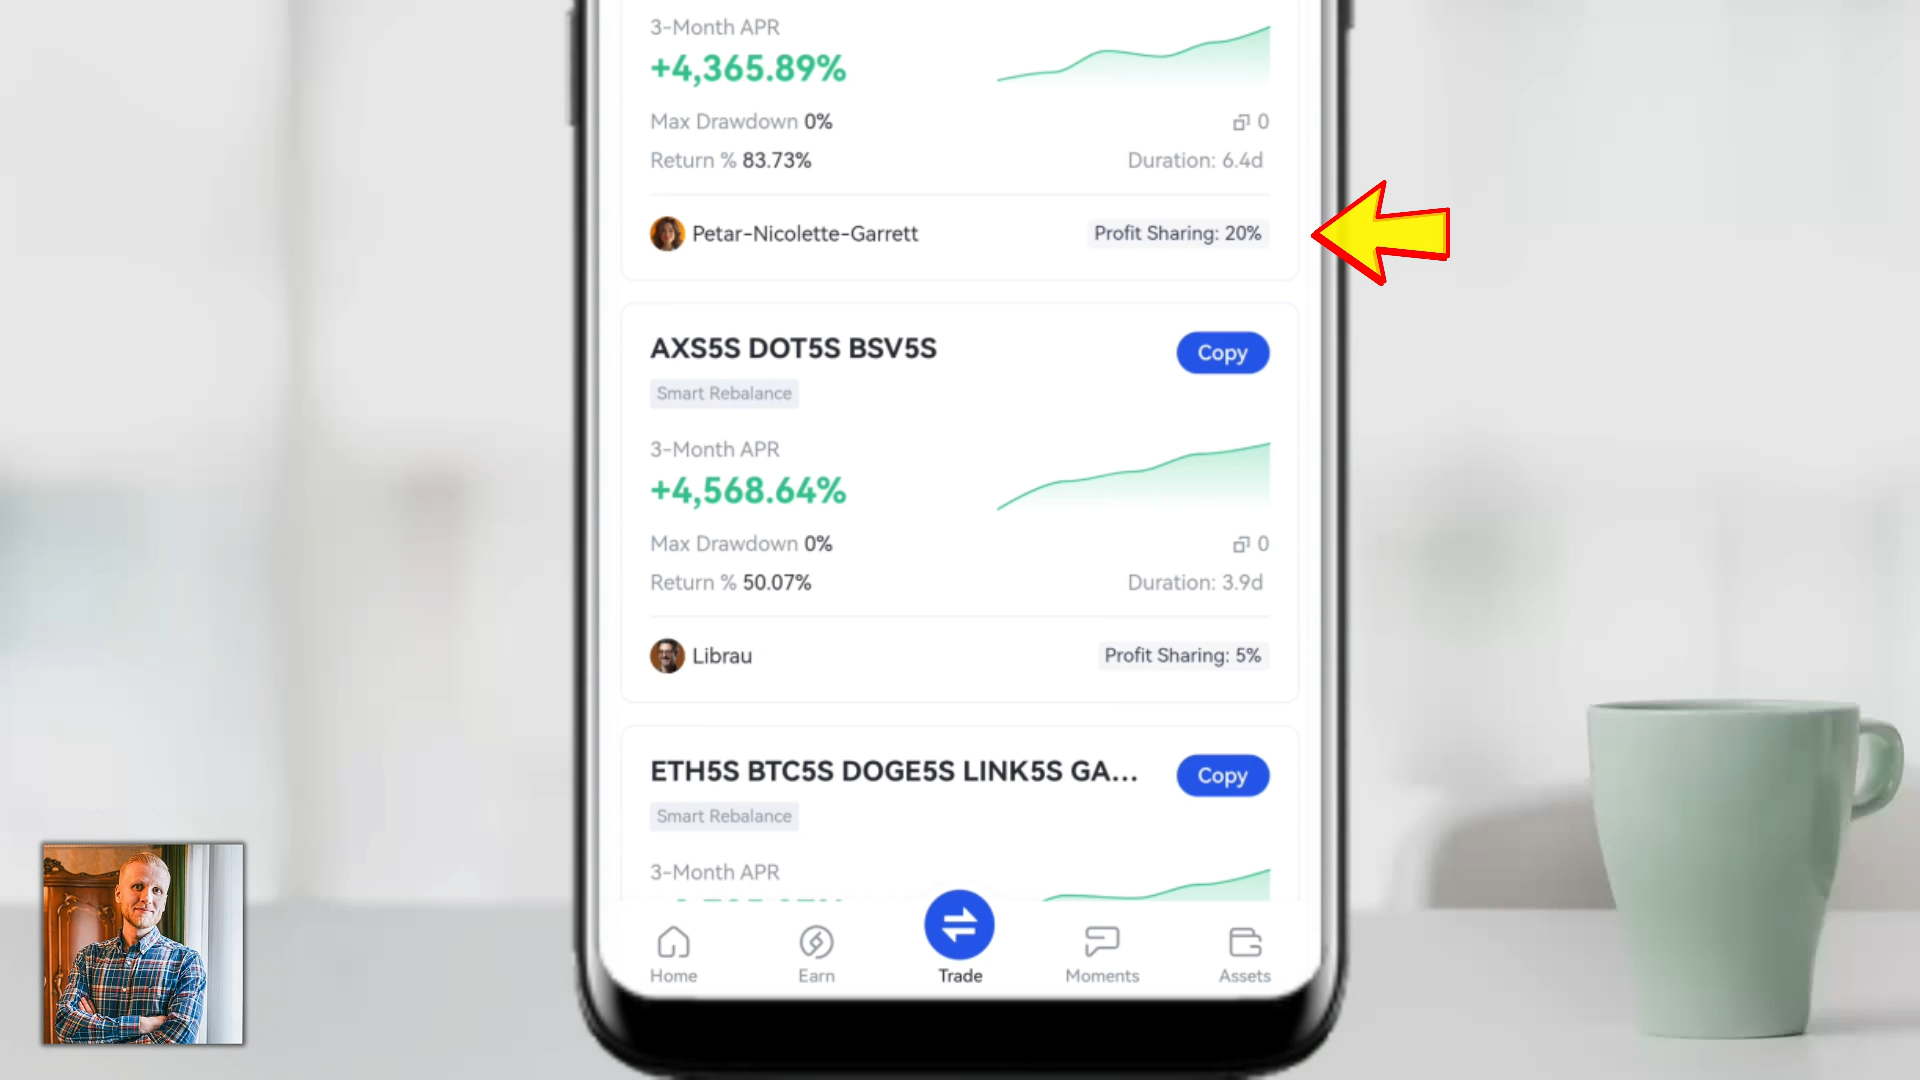 3-Month APR
+4,365.89%
Max Drawdown 0%
0
Return % 83.73%
Duration: 6.4d
Petar-Nicolette-Garrett
Profit Sharing: 20%
AXS5S DOT5S BSV5S
Copy
Smart Rebalance
3-Month APR
+4,568.64%
Max Drawdown 0%
0
Return % 50.07%
Duration: 3.9d
Librau
Profit Sharing: 5%
ETH5S BTC5S DOGE5S LINK5S GA...
Copy
Smart Rebalance
3-Month APR
Home
Earn
Trade
Moments
Assets